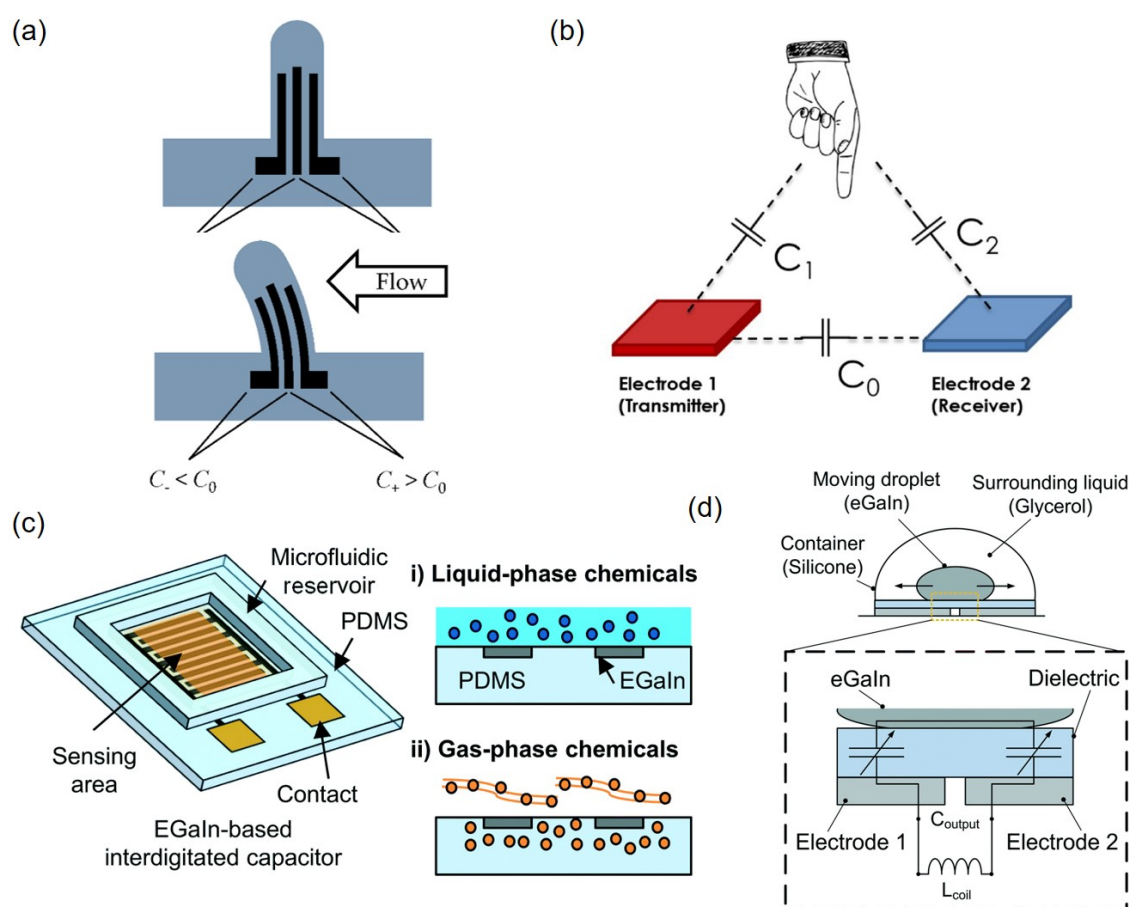 (a)
Flow
C₋ < C₀
C₊ > C₀
(b)
C₁
C₂
C₀
Electrode 1
(Transmitter)
Electrode 2
(Receiver)
(c)
Microfluidic
reservoir
PDMS
Sensing
area
Contact
EGaIn-based
interdigitated capacitor
i) Liquid-phase chemicals
PDMS
EGaIn
ii) Gas-phase chemicals
(d)
Moving droplet
(eGaIn)
Surrounding liquid
(Glycerol)
Container
(Silicone)
eGaIn
Dielectric
Electrode 1
Coutput
Electrode 2
Lcoil